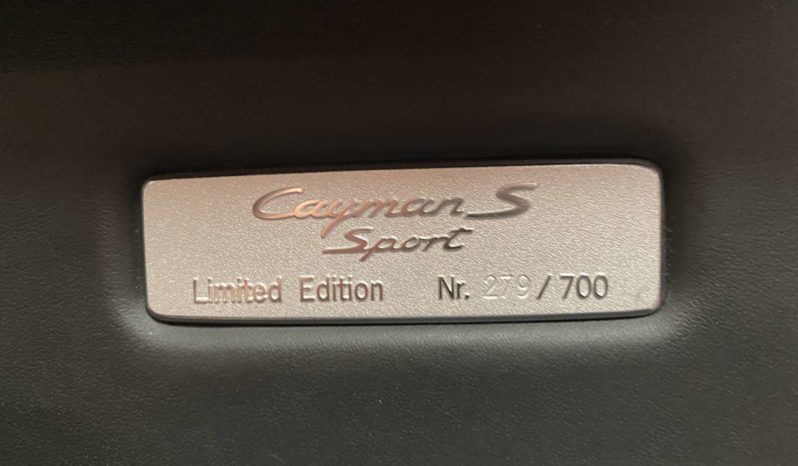 Cayman S
Sport
Limited Edition Nr. 279/700